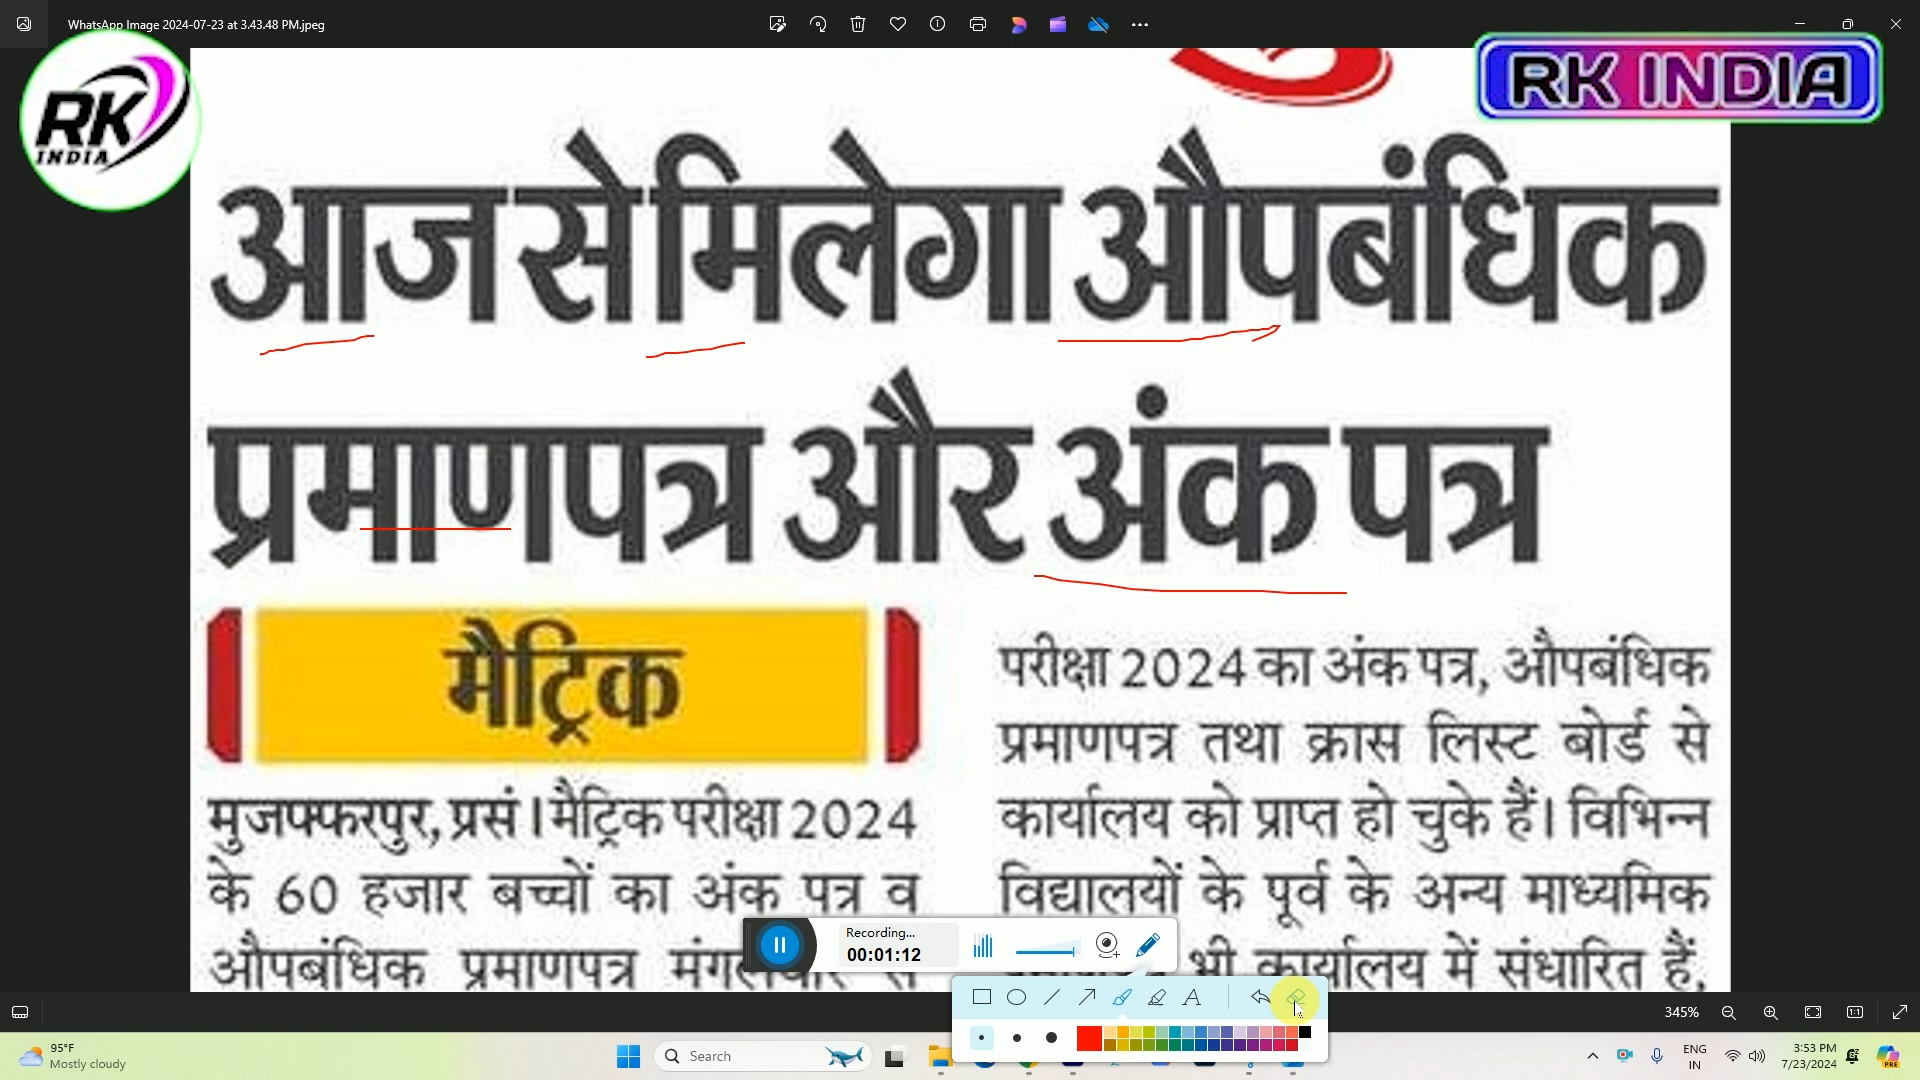 WhatsApp Image 2024-07-23 at 3.43.48 PM.jpeg
RK
INDIA
RK INDIA
आज से मिलेगा औपबंधिक
प्रमाणपत्र और अंक पत्र
मैट्रिक
मुजफ्फरपुर, प्रसं। मैट्रिक परीक्षा 2024
के 60 हजार बच्चों का अंक पत्र व
औपबंधिक प्रमाणपत्र
परीक्षा 2024 का अंक पत्र, औपबंधिक
प्रमाणपत्र तथा क्रास लिस्ट बोर्ड से
कार्यालय को प्राप्त हो चुके हैं। विभिन्न
विद्यालयों के पूर्व के अन्य माध्यमिक
भी कार्यालय में संधारित हैं,
Recording...
00:01:12
A
345%
1:1
95°F
Mostly cloudy
Search
ENG
IN
3:53 PM
7/23/2024
PRE